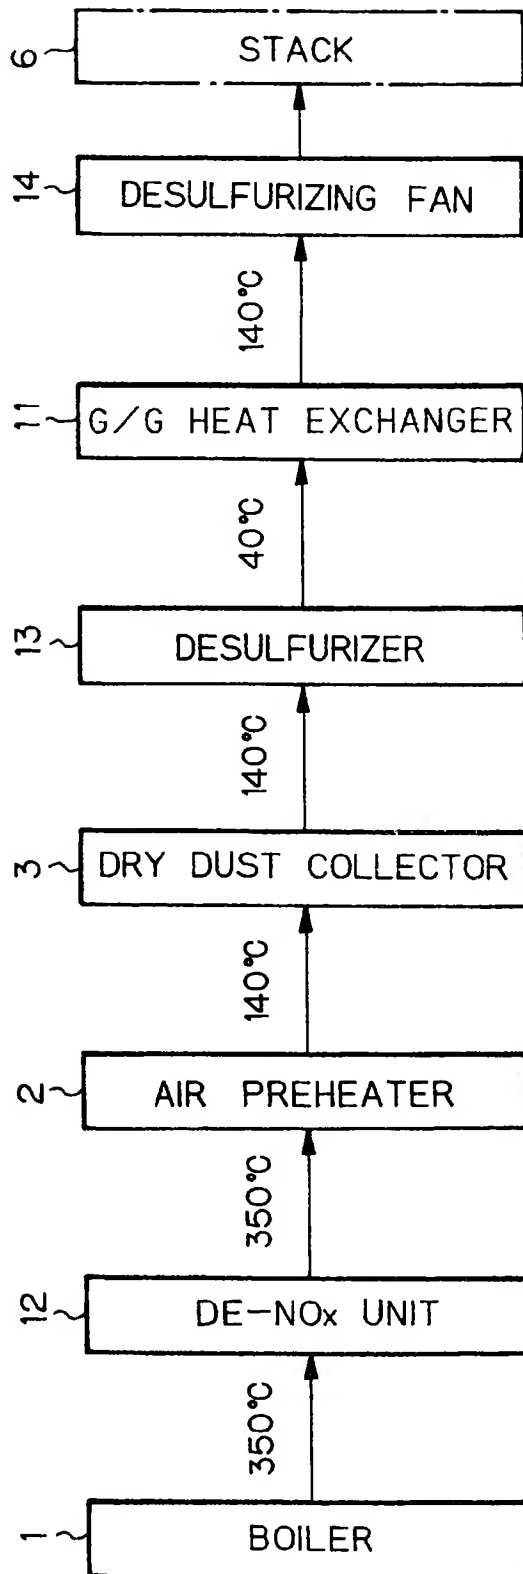 6
STACK
14
DESULFURIZING FAN
140°C
11
G/G HEAT EXCHANGER
40°C
13
DESULFURIZER
140°C
3
DRY DUST COLLECTOR
140°C
2
AIR PREHEATER
350°C
12
DE-NOx UNIT
350°C
1
BOILER